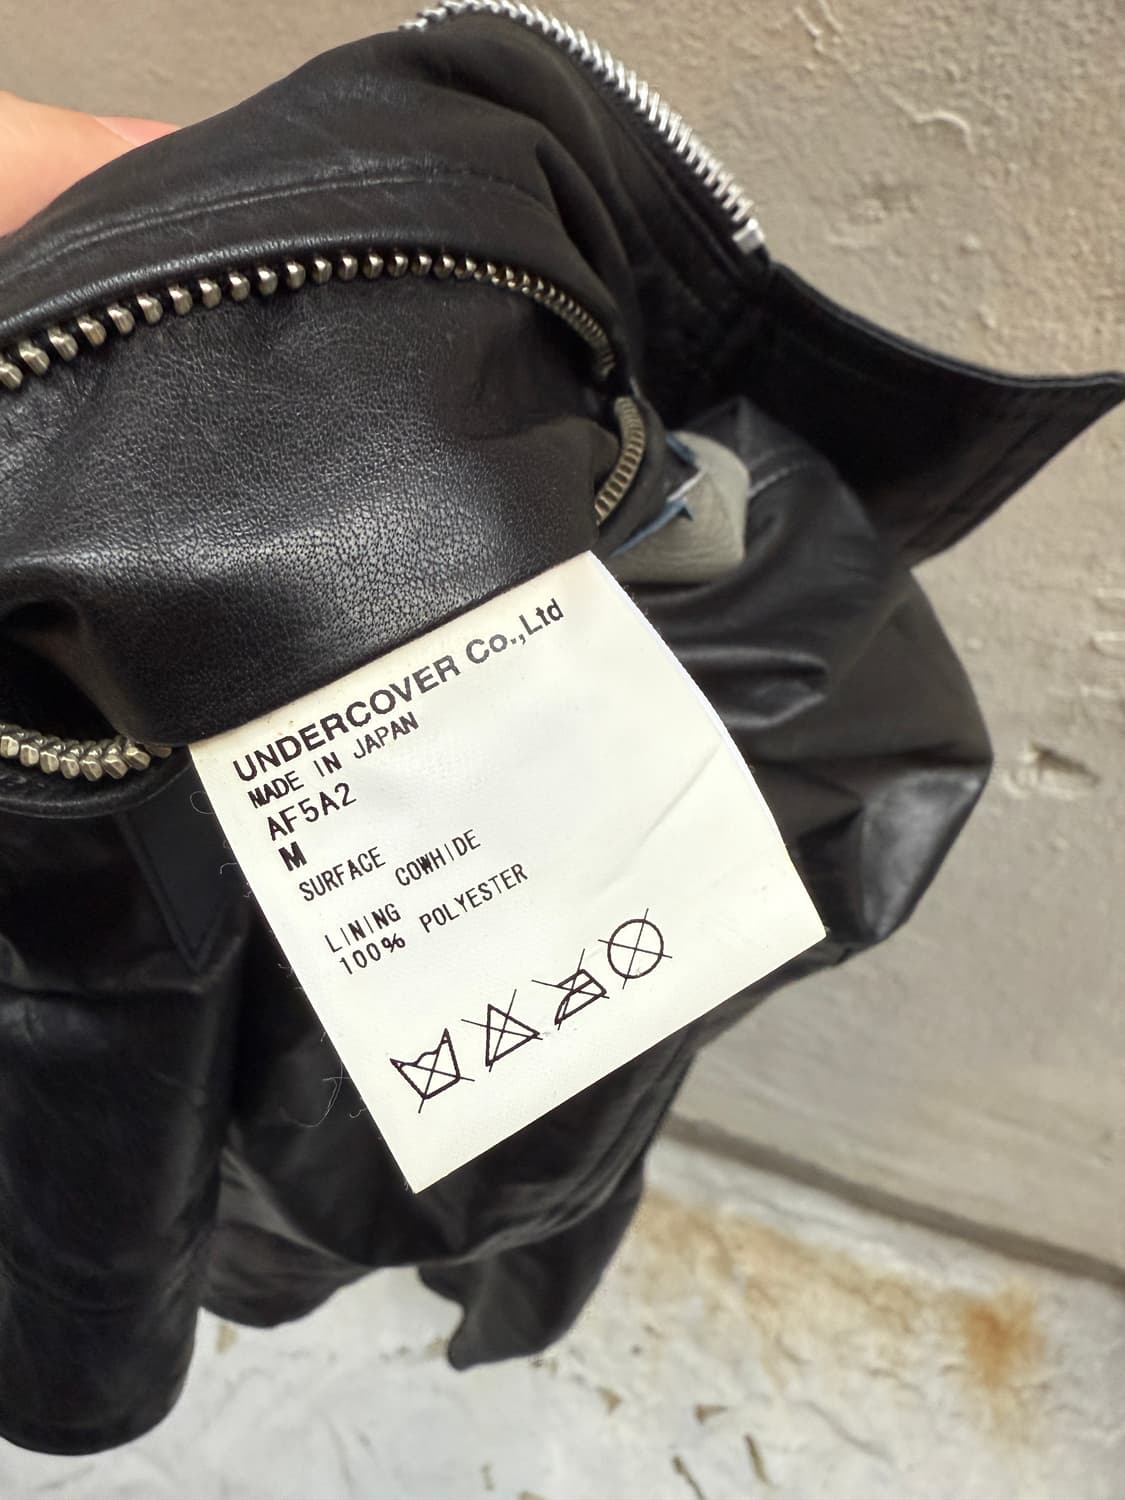 UNDERCOVER Co.,Ltd
MADE IN JAPAN
AF5A2
M
SURFACE
COWHIDE
LINING
100% POLYESTER